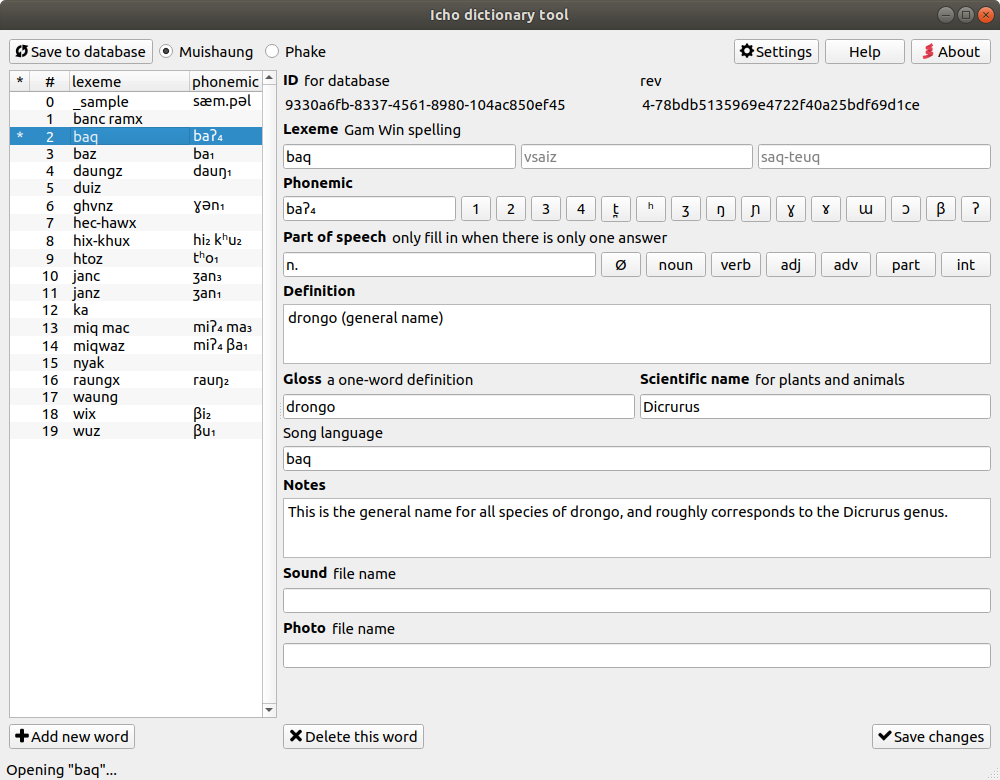 Icho dictionary tool
Save to database Muishaung Phake Settings Help About
* # lexeme phonemic
0 _sample sæm.pəl
1 banc ramx
* 2 baq baʔ₄
3 baz ba₁
4 daungz dauŋ₁
5 duiz
6 ghvnz ɣən₁
7 hec-hawx
8 hix-khux hi₂ kʰu₂
9 htoz t̪ʰo₁
10 janc ʒan₃
11 janz ʒan₁
12 ka
13 miq mac miʔ₄ ma₃
14 miqwaz miʔ₄ βa₁
15 nyak
16 raungx rauŋ₂
17 waung
18 wix βi₂
19 wuz βu₁
ID for database rev
9330a6fb-8337-4561-8980-104ac850ef45 4-78bdb5135969e4722f40a25bdf69d1ce
Lexeme Gam Win spelling
baq vsaiz saq-teuq
Phonemic
baʔ₄ 1 2 3 4 t̪ ʰ ʒ ŋ ɲ ɣ ɤ ɯ ɔ β ʔ
Part of speech only fill in when there is only one answer
n. Ø noun verb adj adv part int
Definition
drongo (general name)
Gloss a one-word definition Scientific name for plants and animals
drongo Dicrurus
Song language
baq
Notes
This is the general name for all species of drongo, and roughly corresponds to the Dicrurus genus.
Sound file name
Photo file name
Add new word Delete this word Save changes
Opening "baq"...